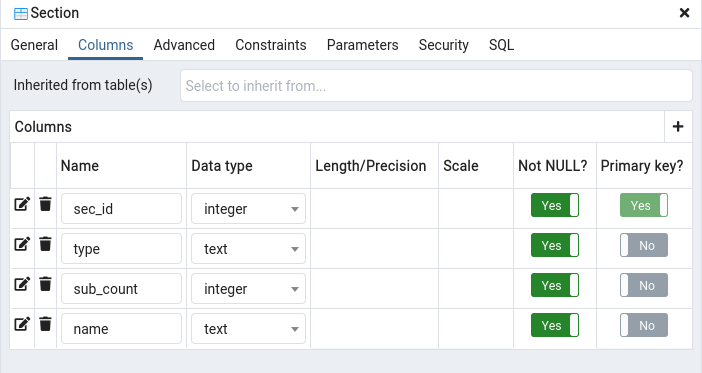 Section
General Columns Advanced Constraints Parameters Security SQL
Inherited from table(s) Select to inherit from...
Columns
Name Data type Length/Precision Scale Not NULL? Primary key?
sec_id integer Yes Yes
type text Yes No
sub_count integer Yes No
name text Yes No